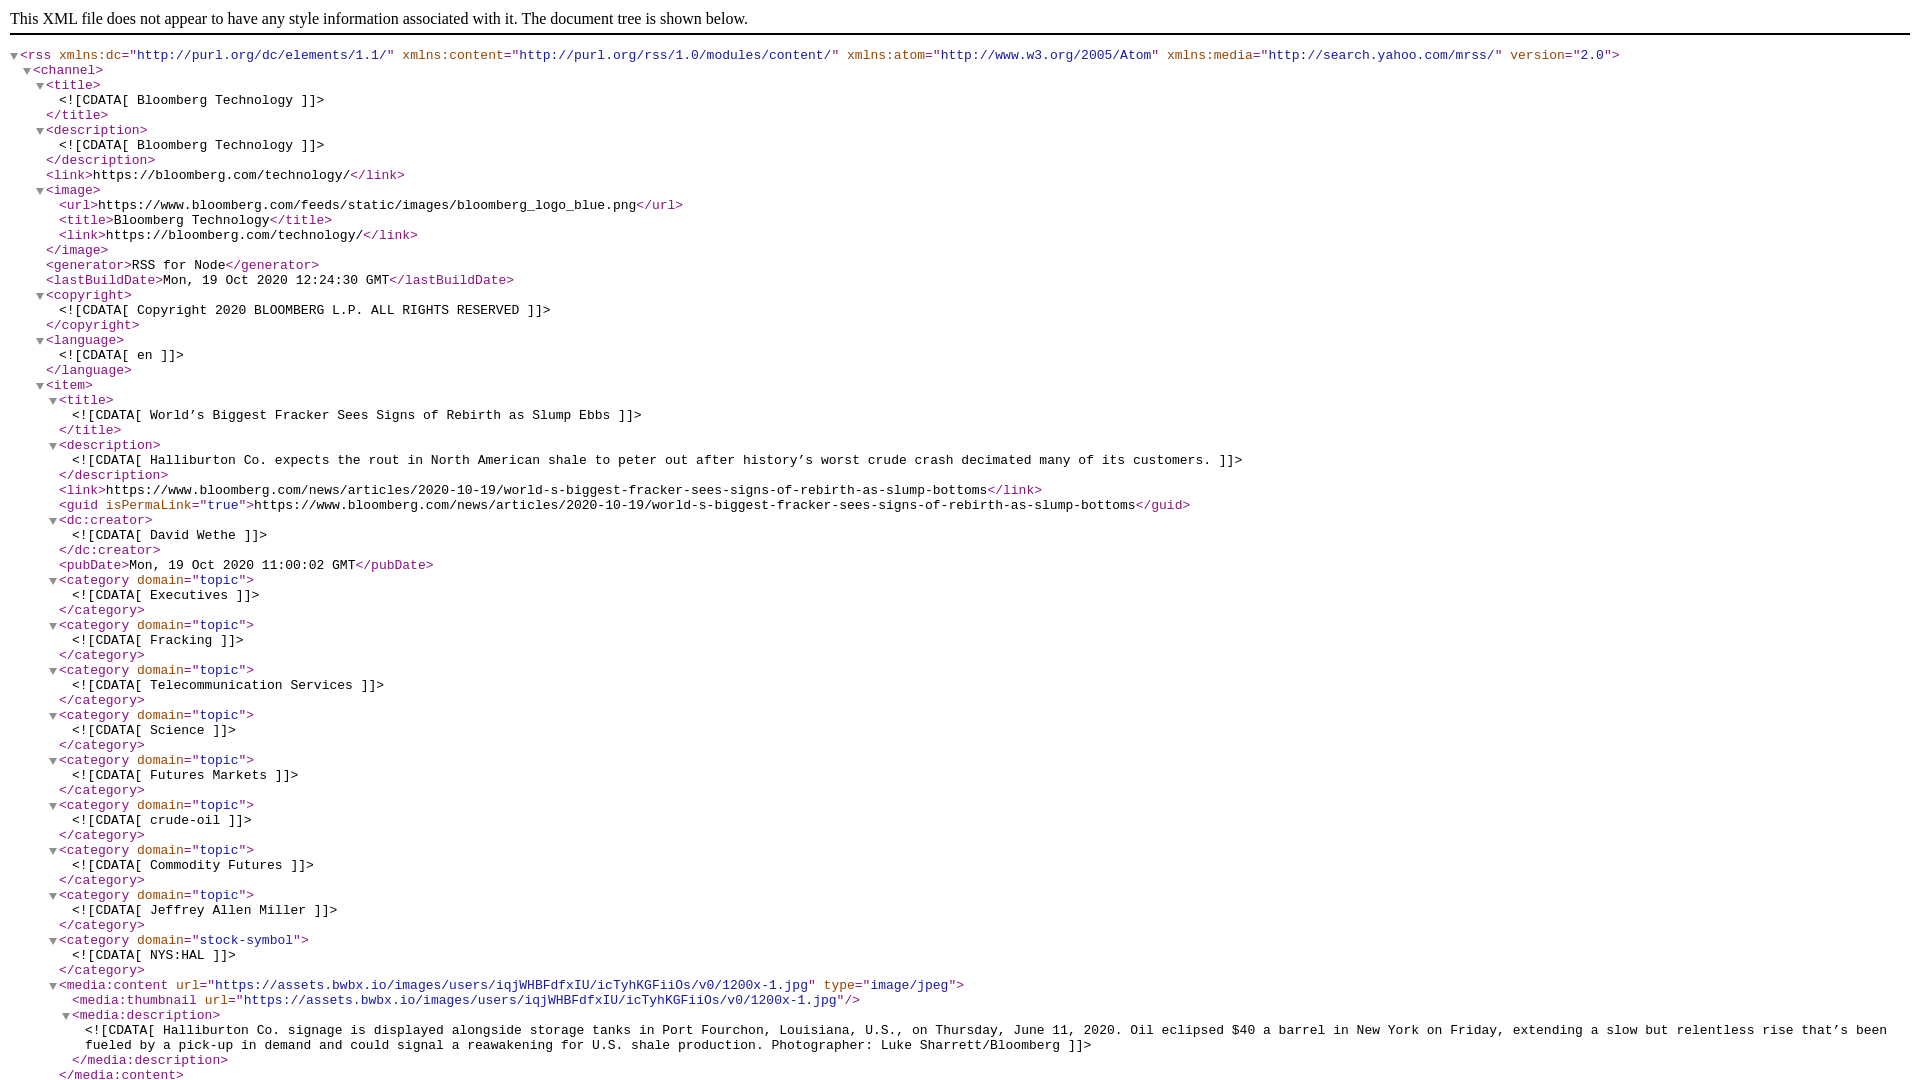 This XML file does not appear to have any style information associated with it. The document tree is shown below.
<rss xmlns:dc="http://purl.org/dc/elements/1.1/" xmlns:content="http://purl.org/rss/1.0/modules/content/" xmlns:atom="http://www.w3.org/2005/Atom" xmlns:media="http://search.yahoo.com/mrss/" version="2.0">
<channel>
<title>
<![CDATA[ Bloomberg Technology ]]>
</title>
<description>
<![CDATA[ Bloomberg Technology ]]>
</description>
<link>https://bloomberg.com/technology/</link>
<image>
<url>https://www.bloomberg.com/feeds/static/images/bloomberg_logo_blue.png</url>
<title>Bloomberg Technology</title>
<link>https://bloomberg.com/technology/</link>
</image>
<generator>RSS for Node</generator>
<lastBuildDate>Mon, 19 Oct 2020 12:24:30 GMT</lastBuildDate>
<copyright>
<![CDATA[ Copyright 2020 BLOOMBERG L.P. ALL RIGHTS RESERVED ]]>
</copyright>
<language>
<![CDATA[ en ]]>
</language>
<item>
<title>
<![CDATA[ World’s Biggest Fracker Sees Signs of Rebirth as Slump Ebbs ]]>
</title>
<description>
<![CDATA[ Halliburton Co. expects the rout in North American shale to peter out after history’s worst crude crash decimated many of its customers. ]]>
</description>
<link>https://www.bloomberg.com/news/articles/2020-10-19/world-s-biggest-fracker-sees-signs-of-rebirth-as-slump-bottoms</link>
<guid isPermaLink="true">https://www.bloomberg.com/news/articles/2020-10-19/world-s-biggest-fracker-sees-signs-of-rebirth-as-slump-bottoms</guid>
<dc:creator>
<![CDATA[ David Wethe ]]>
</dc:creator>
<pubDate>Mon, 19 Oct 2020 11:00:02 GMT</pubDate>
<category domain="topic">
<![CDATA[ Executives ]]>
</category>
<category domain="topic">
<![CDATA[ Fracking ]]>
</category>
<category domain="topic">
<![CDATA[ Telecommunication Services ]]>
</category>
<category domain="topic">
<![CDATA[ Science ]]>
</category>
<category domain="topic">
<![CDATA[ Futures Markets ]]>
</category>
<category domain="topic">
<![CDATA[ crude-oil ]]>
</category>
<category domain="topic">
<![CDATA[ Commodity Futures ]]>
</category>
<category domain="topic">
<![CDATA[ Jeffrey Allen Miller ]]>
</category>
<category domain="stock-symbol">
<![CDATA[ NYS:HAL ]]>
</category>
<media:content url="https://assets.bwbx.io/images/users/iqjWHBFdfxIU/icTyhKGFiiOs/v0/1200x-1.jpg" type="image/jpeg">
<media:thumbnail url="https://assets.bwbx.io/images/users/iqjWHBFdfxIU/icTyhKGFiiOs/v0/1200x-1.jpg"/>
<media:description>
<![CDATA[ Halliburton Co. signage is displayed alongside storage tanks in Port Fourchon, Louisiana, U.S., on Thursday, June 11, 2020. Oil eclipsed $40 a barrel in New York on Friday, extending a slow but relentless rise that’s been
fueled by a pick-up in demand and could signal a reawakening for U.S. shale production. Photographer: Luke Sharrett/Bloomberg ]]>
</media:description>
</media:content>